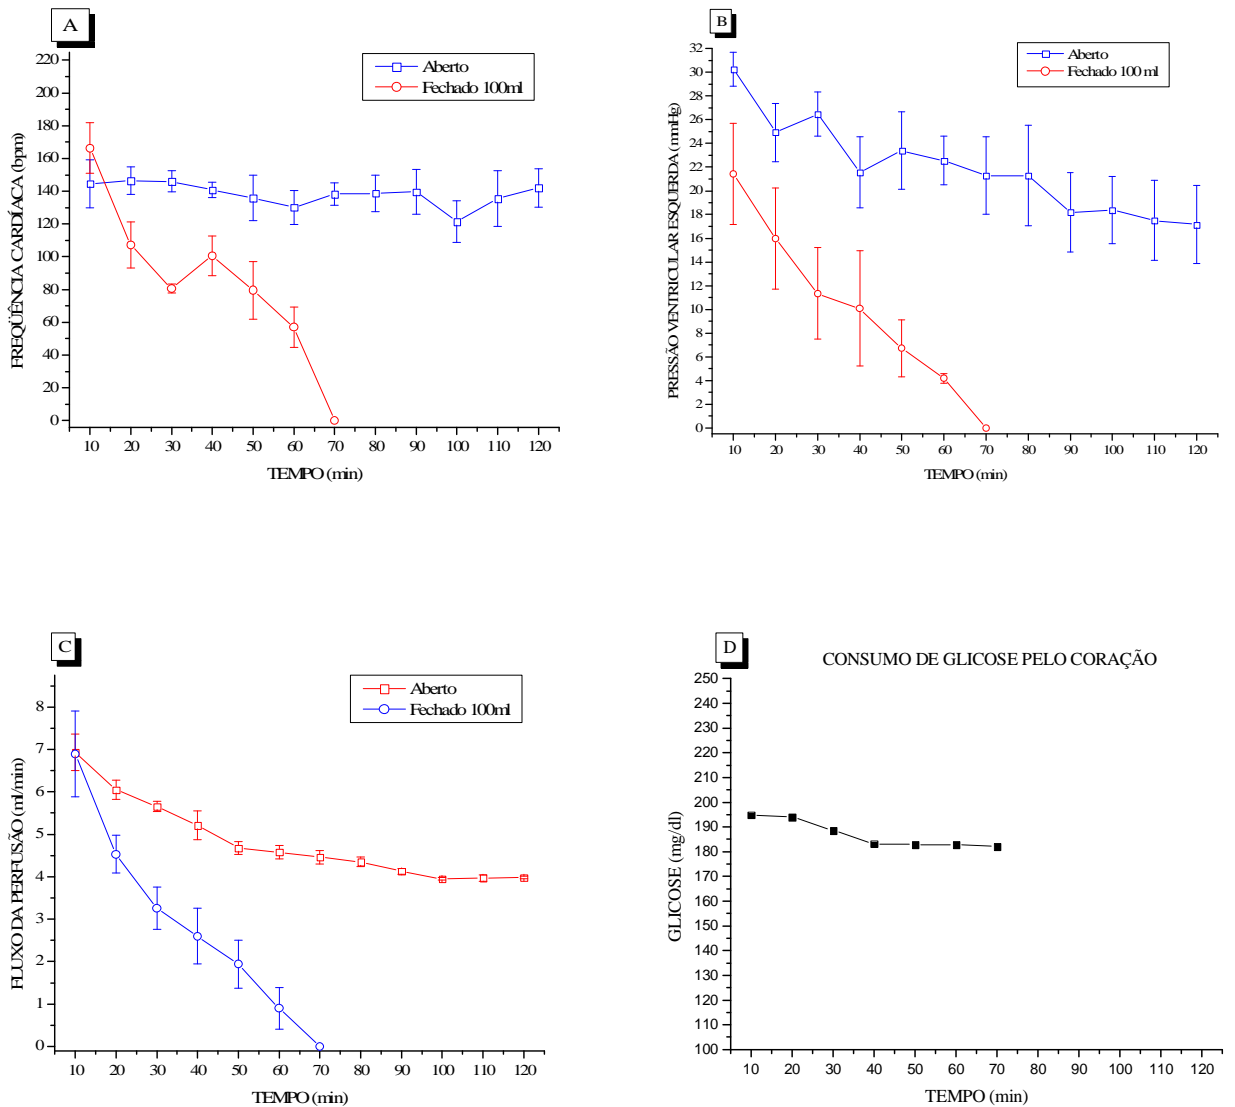 A
Aberto
Fechado 100ml
FREQÜÊNCIA CARDÍACA (bpm)
220
200
180
160
140
120
100
80
60
40
20
0
10 20 30 40 50 60 70 80 90 100 110 120
TEMPO (min)
B
Aberto
Fechado 100 ml
PRESSÃO VENTRICULAR ESQUERDA (mmHg)
32
30
28
26
24
22
20
18
16
14
12
10
8
6
4
2
0
10 20 30 40 50 60 70 80 90 100 110 120
TEMPO (min)
C
Aberto
Fechado 100ml
FLUXO DA PERFUSÃO (ml/min)
8
7
6
5
4
3
2
1
0
10 20 30 40 50 60 70 80 90 100 110 120
TEMPO (min)
D
CONSUMO DE GLICOSE PELO CORAÇÃO
GLICOSE (mg/dl)
250
240
230
220
210
200
190
180
170
160
150
140
130
120
110
100
10 20 30 40 50 60 70 80 90 100 110 120
TEMPO (min)